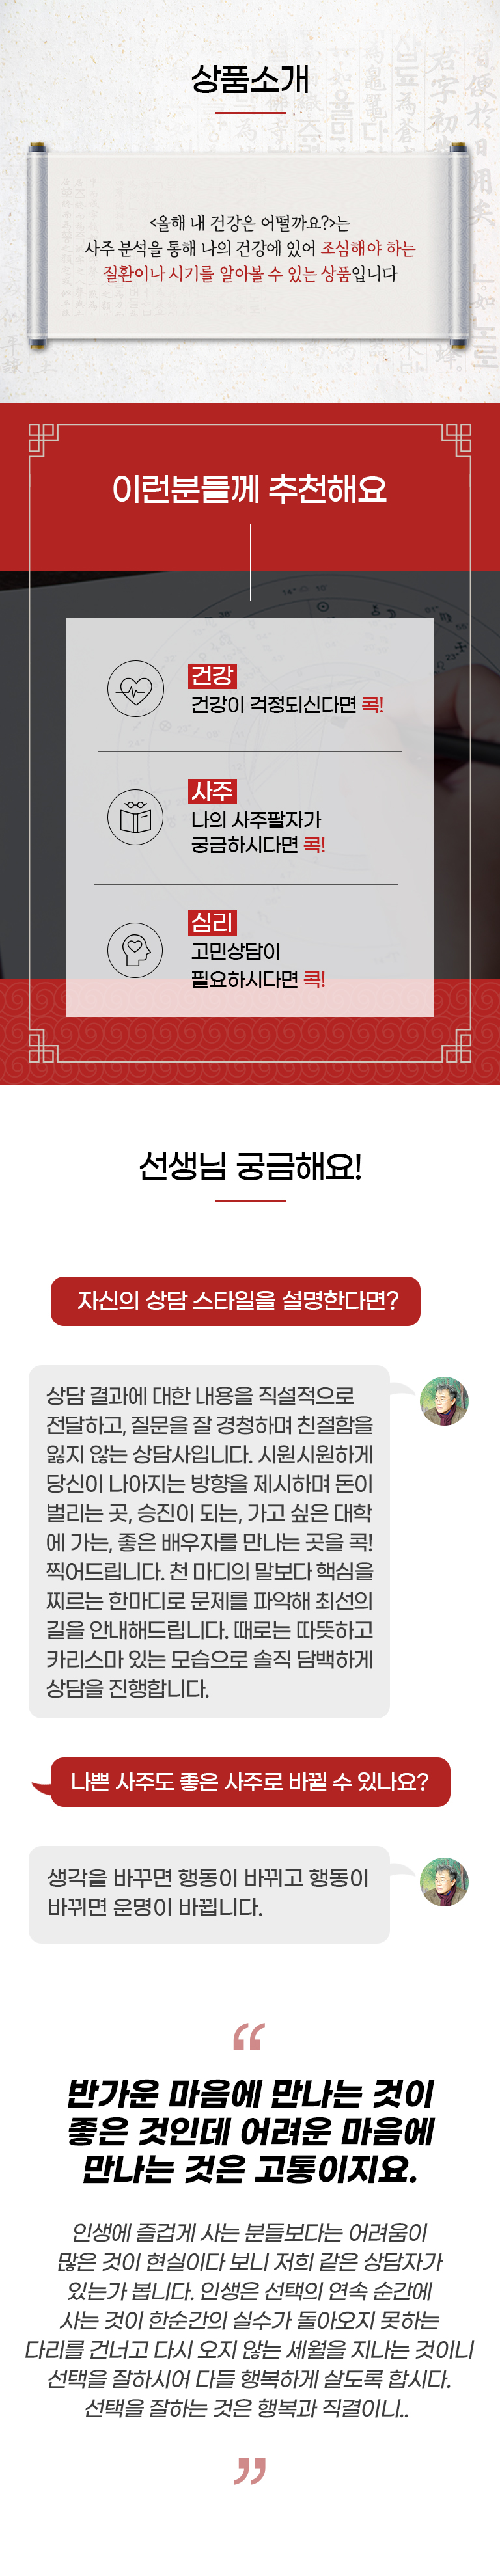 상품소개
<올해 내 건강은 어떨까요?>는
사주 분석을 통해 나의 건강에 있어 조심해야 하는
질환이나 시기를 알아볼 수 있는 상품입니다
이런분들께 추천해요
건강
건강이 걱정되신다면 콕!
사주
나의 사주팔자가
궁금하시다면 콕!
심리
고민상담이
필요하시다면 콕!
선생님 궁금해요!
자신의 상담 스타일을 설명한다면?
상담 결과에 대한 내용을 직설적으로
전달하고, 질문을 잘 경청하며 친절함을
잃지 않는 상담사입니다. 시원시원하게
당신이 나아지는 방향을 제시하며 돈이
벌리는 곳, 승진이 되는, 가고 싶은 대학
에 가는, 좋은 배우자를 만나는 곳을 콕!
찍어드립니다. 천 마디의 말보다 핵심을
찌르는 한마디로 문제를 파악해 최선의
길을 안내해드립니다. 때로는 따뜻하고
카리스마 있는 모습으로 솔직 담백하게
상담을 진행합니다.
나쁜 사주도 좋은 사주로 바뀔 수 있나요?
생각을 바꾸면 행동이 바뀌고 행동이
바뀌면 운명이 바뀝니다.
“
반가운 마음에 만나는 것이
좋은 것인데 어려운 마음에
만나는 것은 고통이지요.
인생에 즐겁게 사는 분들보다는 어려움이
많은 것이 현실이다 보니 저희 같은 상담자가
있는가 봅니다. 인생은 선택의 연속 순간에
사는 것이 한순간의 실수가 돌아오지 못하는
다리를 건너고 다시 오지 않는 세월을 지나는 것이니
선택을 잘하시어 다들 행복하게 살도록 합시다.
선택을 잘하는 것은 행복과 직결이니..
”